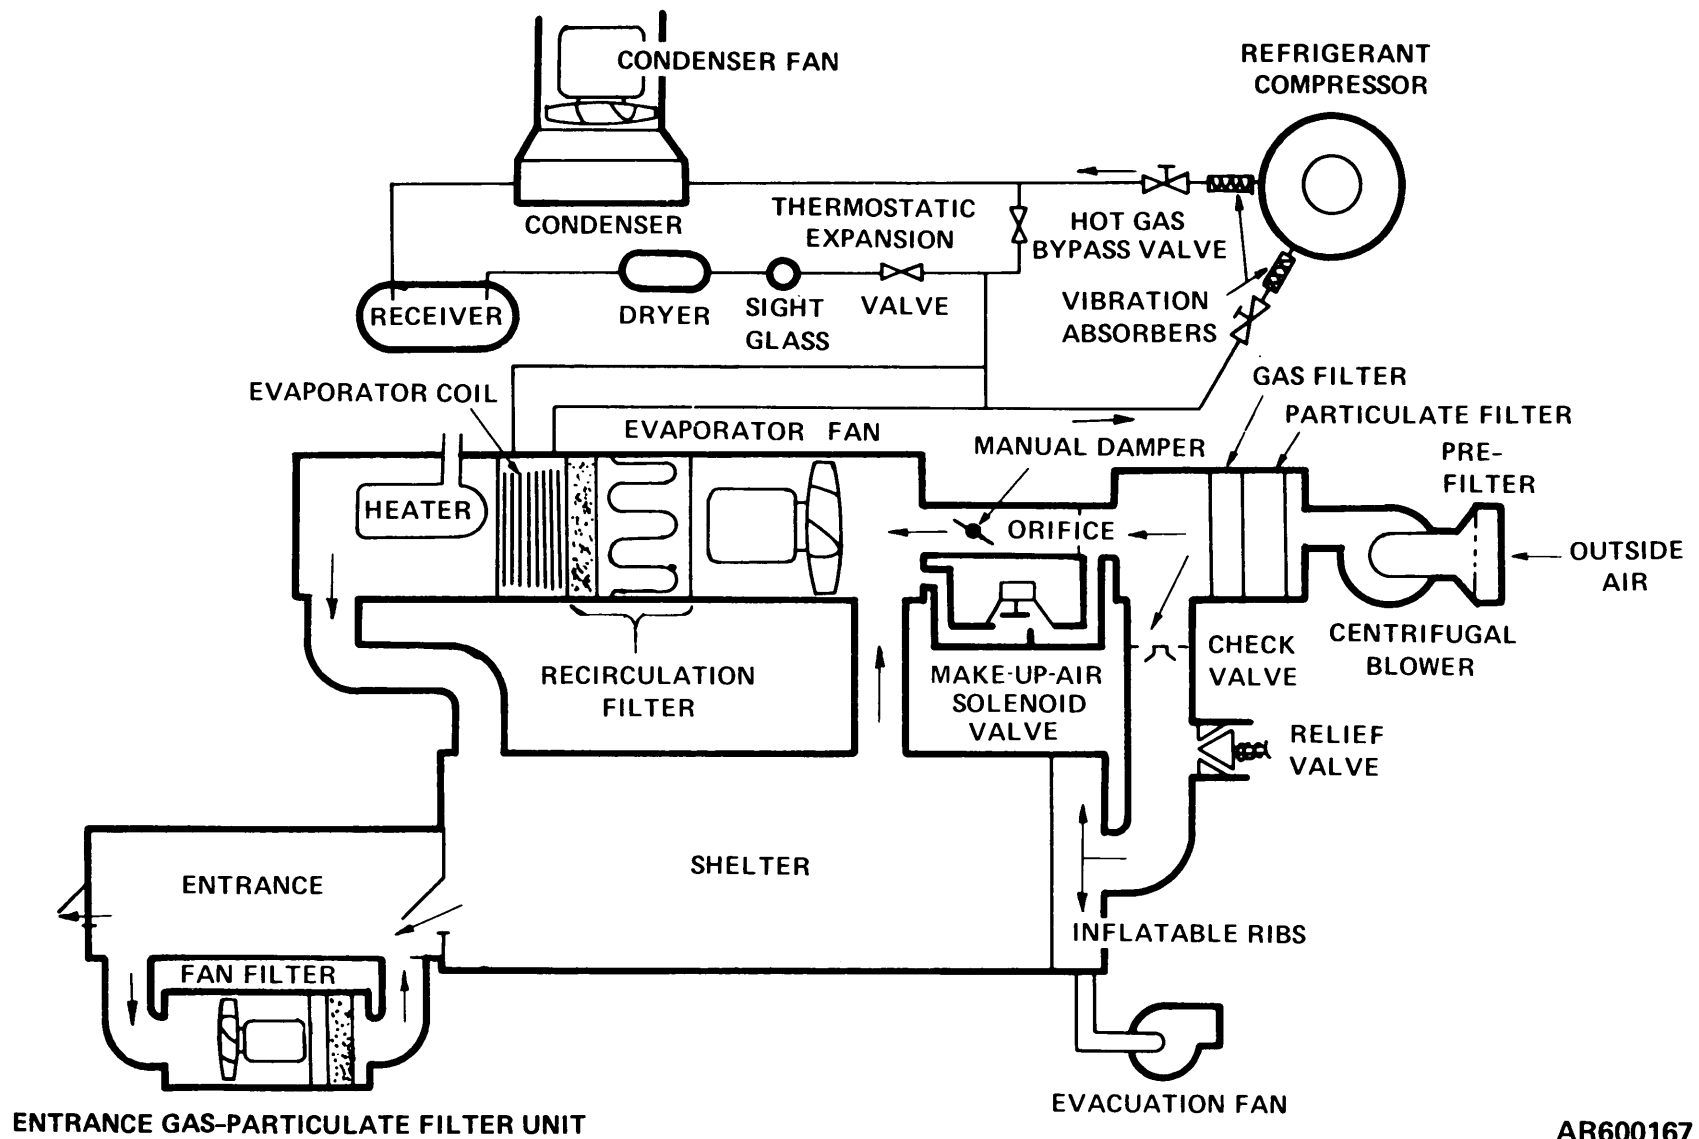 CONDENSER FAN
REFRIGERANT
COMPRESSOR
THERMOSTATIC
EXPANSION
VALVE
CONDENSER
HOT GAS
BYPASS VALVE
RECEIVER
DRYER
SIGHT
GLASS
VIBRATION
ABSORBERS
EVAPORATOR COIL
GAS FILTER
PARTICULATE FILTER
EVAPORATOR FAN
MANUAL DAMPER
PRE-
FILTER
HEATER
ORIFICE
OUTSIDE
AIR
RECIRCULATION
FILTER
MAKE-UP-AIR
SOLENOID
VALVE
CHECK
VALVE
CENTRIFUGAL
BLOWER
RELIEF
VALVE
SHELTER
ENTRANCE
INFLATABLE RIBS
FAN FILTER
EVACUATION FAN
ENTRANCE GAS-PARTICULATE FILTER UNIT
AR600167